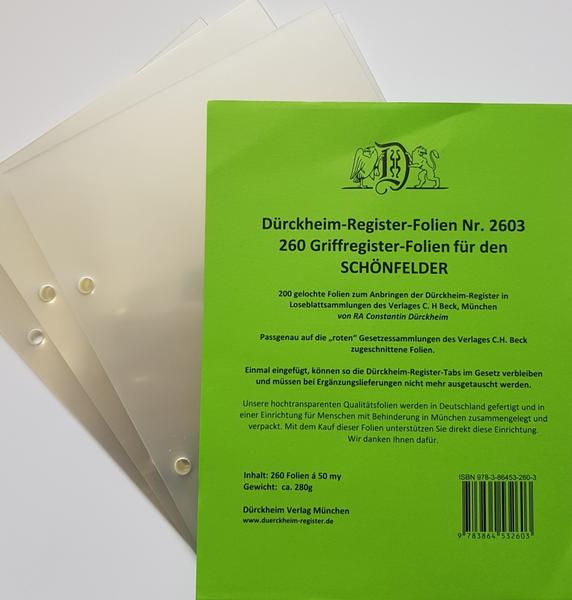 D
Dürckheim-Register-Folien Nr. 2603
260 Griffregister-Folien für den
SCHÖNFELDER
200 gelochte Folien zum Anbringen der Dürckheim-Register in
Loseblattsammlungen des Verlages C. H Beck, München
von RA Constantin Dürckheim
Passgenau auf die „roten“ Gesetzessammlungen des Verlages C.H. Beck
zugeschnittene Folien.
Einmal eingefügt, können so die Dürckheim-Register-Tabs im Gesetz verbleiben
und müssen bei Ergänzungslieferungen nicht mehr ausgetauscht werden.
Unsere hochtransparenten Qualitätsfolien werden in Deutschland gefertigt und in
einer Einrichtung für Menschen mit Behinderung in München zusammengelegt und
verpackt. Mit dem Kauf dieser Folien unterstützen Sie direkt diese Einrichtung.
Wir danken Ihnen dafür.
Inhalt: 260 Folien á 50 my
Gewicht: ca. 280g
Dürckheim Verlag München
www.duerckheim-register.de
ISBN 978-3-86453-260-3
9 783864 532603